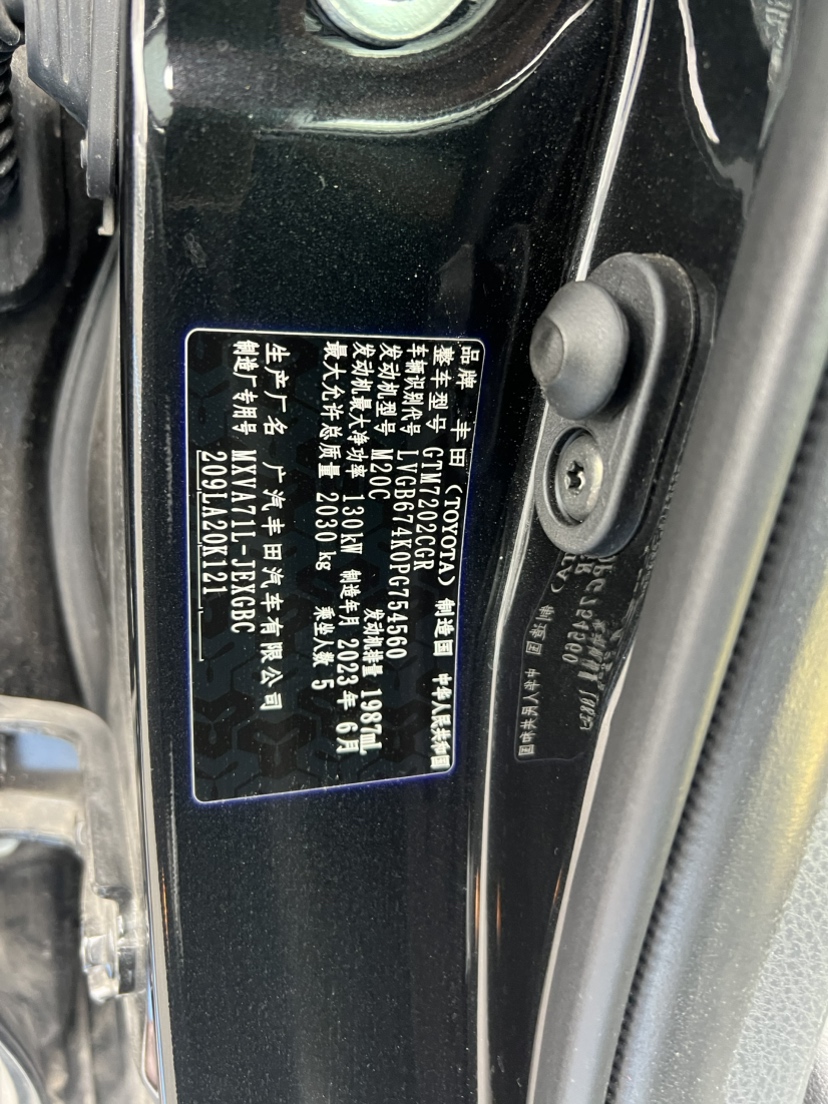 品牌 丰田 (TOYOTA) 制造国 中华人民共和国
整车型号 GTM7202CGR
车辆识别代号 LVGB674K0PG754560
发动机型号 M20C 发动机排量 1987mL
发动机最大净功率 130kW 制造年月 2023年6月
最大允许总质量 2030 kg 乘坐人数 5
生产厂名 广汽丰田汽车有限公司
制造厂专用号 MXVA71L-JEXGBC
209LA20K121